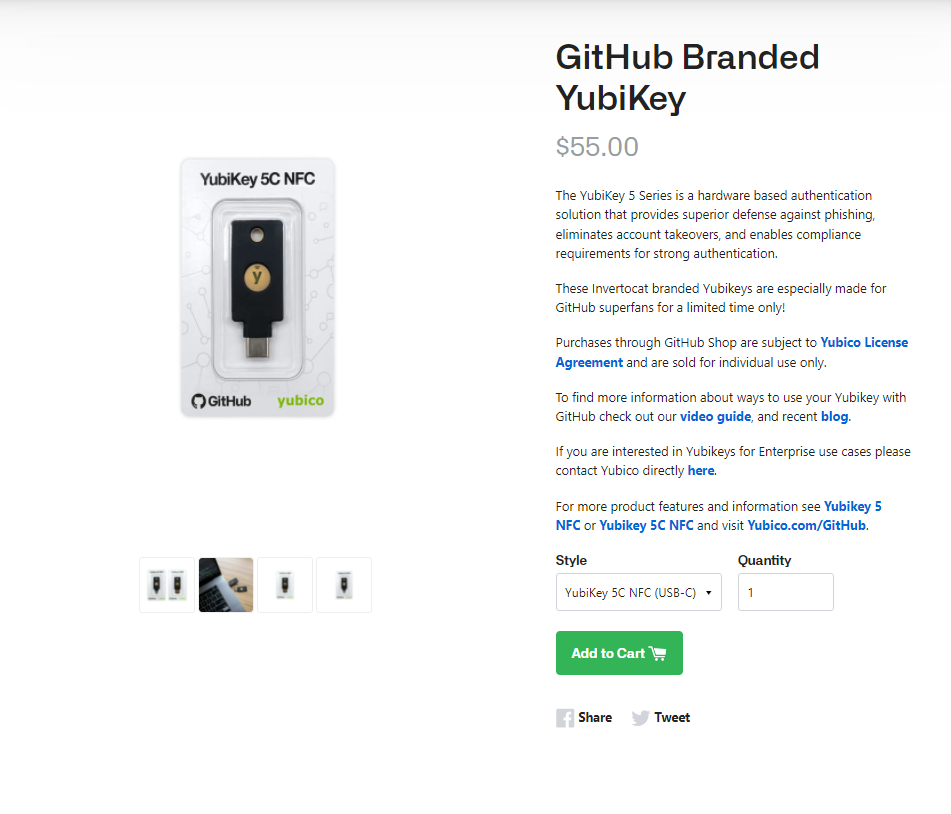 GitHub Branded
YubiKey
$55.00
YubiKey 5C NFC
y
GitHub
yubico
The YubiKey 5 Series is a hardware based authentication
solution that provides superior defense against phishing,
eliminates account takeovers, and enables compliance
requirements for strong authentication.
These Invertocat branded Yubikeys are especially made for
GitHub superfans for a limited time only!
Purchases through GitHub Shop are subject to Yubico License
Agreement and are sold for individual use only.
To find more information about ways to use your Yubikey with
GitHub check out our video guide, and recent blog.
If you are interested in Yubikeys for Enterprise use cases please
contact Yubico directly here.
For more product features and information see Yubikey 5
NFC or Yubikey 5C NFC and visit Yubico.com/GitHub.
Style
Quantity
YubiKey 5C NFC (USB-C)
1
Add to Cart
Share
Tweet